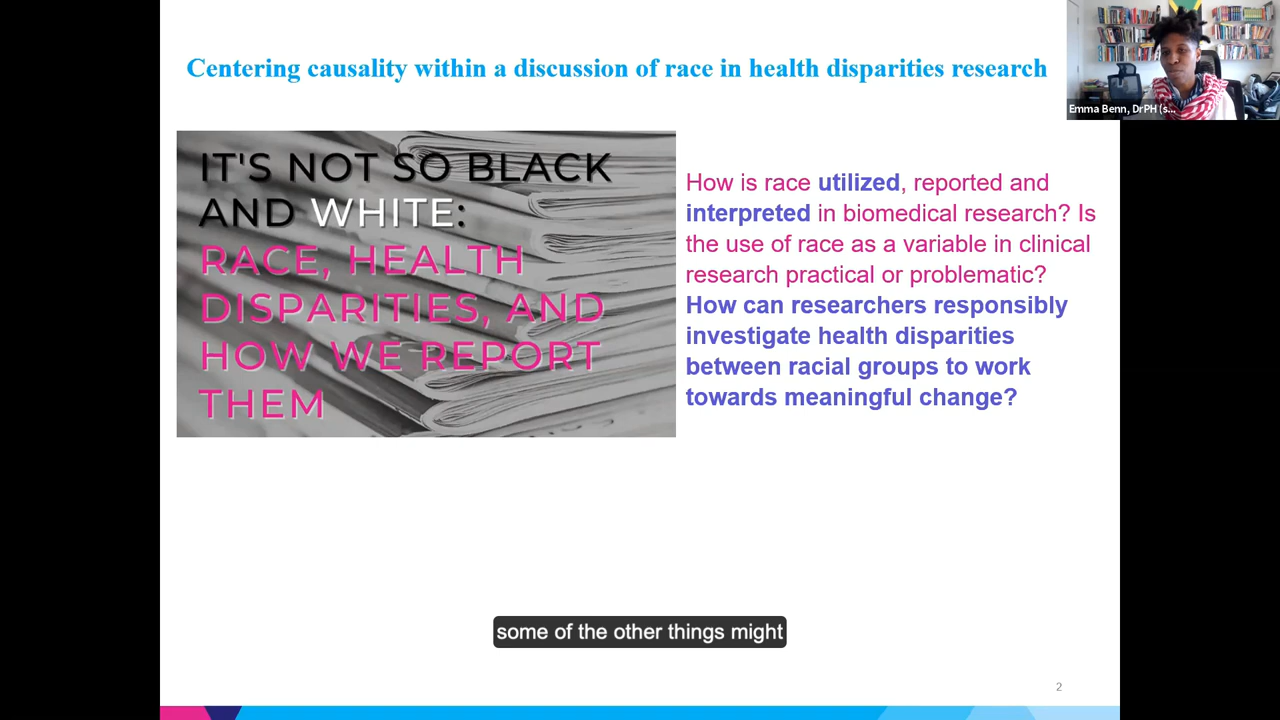 Centering causality within a discussion of race in health disparities research
Emma Benn, DrPH (s...
IT'S NOT SO BLACK
AND WHITE:
RACE, HEALTH
DISPARITIES, AND
HOW WE REPORT
THEM
How is race utilized, reported and
interpreted in biomedical research? Is
the use of race as a variable in clinical
research practical or problematic?
How can researchers responsibly
investigate health disparities
between racial groups to work
towards meaningful change?
some of the other things might
2